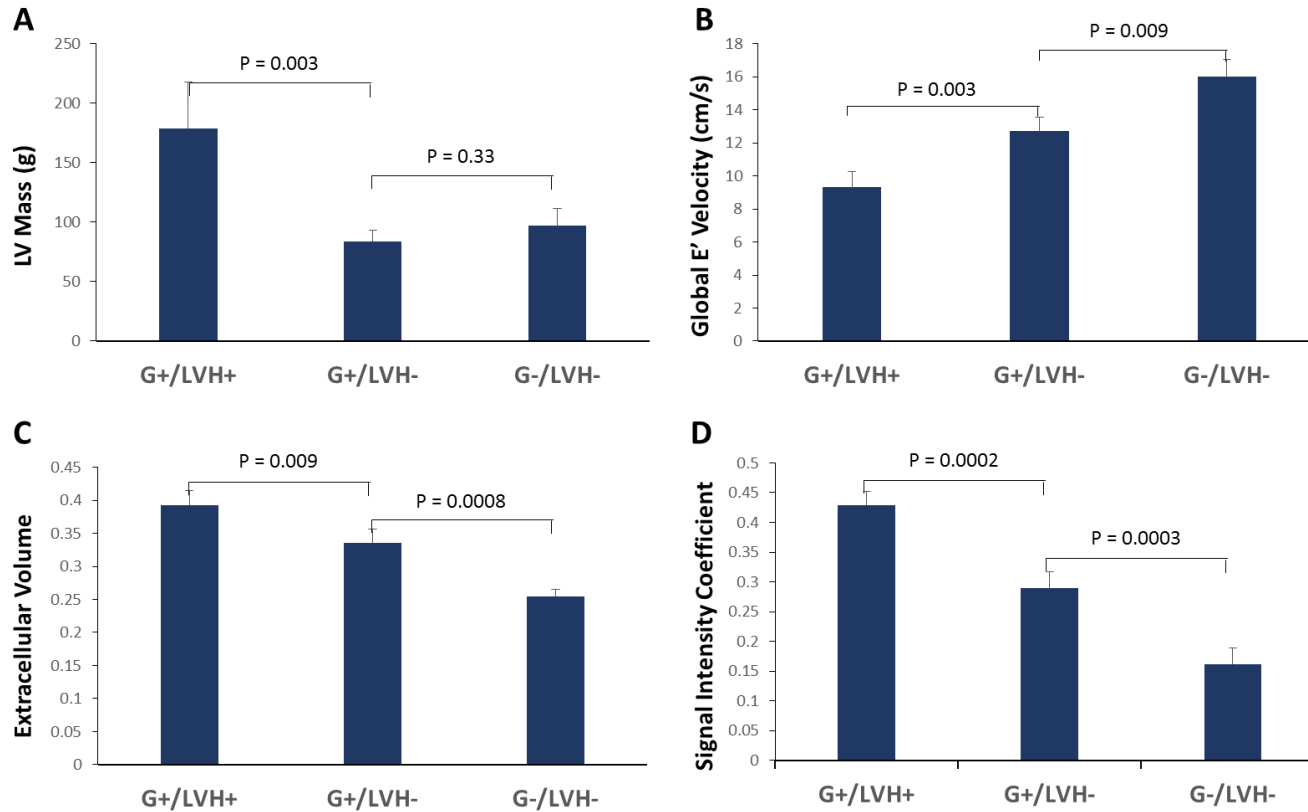 A
LV Mass (g)
250
200
150
100
50
0
P = 0.003
P = 0.33
G+/LVH+
G+/LVH-
G-/LVH-
B
Global E’ Velocity (cm/s)
18
16
14
12
10
8
6
4
2
0
P = 0.003
P = 0.009
G+/LVH+
G+/LVH-
G-/LVH-
C
Extracellular Volume
0.45
0.4
0.35
0.3
0.25
0.2
0.15
0.1
0.05
0
P = 0.009
P = 0.0008
G+/LVH+
G+/LVH-
G-/LVH-
D
Signal Intensity Coefficient
0.5
0.45
0.4
0.35
0.3
0.25
0.2
0.15
0.1
0.05
0
P = 0.0002
P = 0.0003
G+/LVH+
G+/LVH-
G-/LVH-